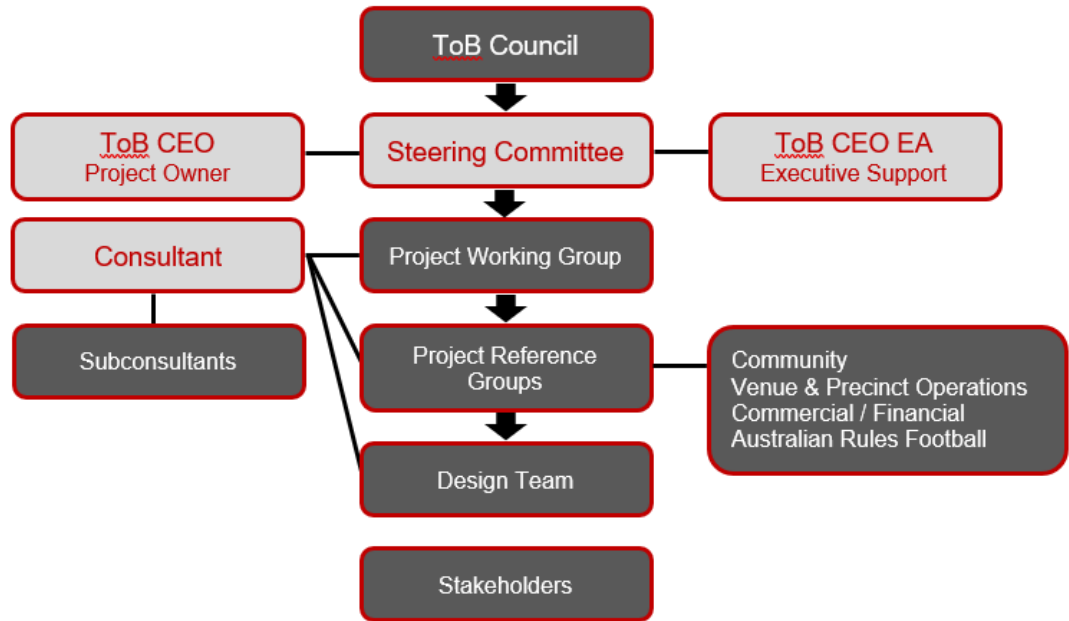 ToB Council
ToB CEO
Project Owner
Steering Committee
ToB CEO EA
Executive Support
Consultant
Project Working Group
Subconsultants
Project Reference
Groups
Community
Venue & Precinct Operations
Commercial / Financial
Australian Rules Football
Design Team
Stakeholders